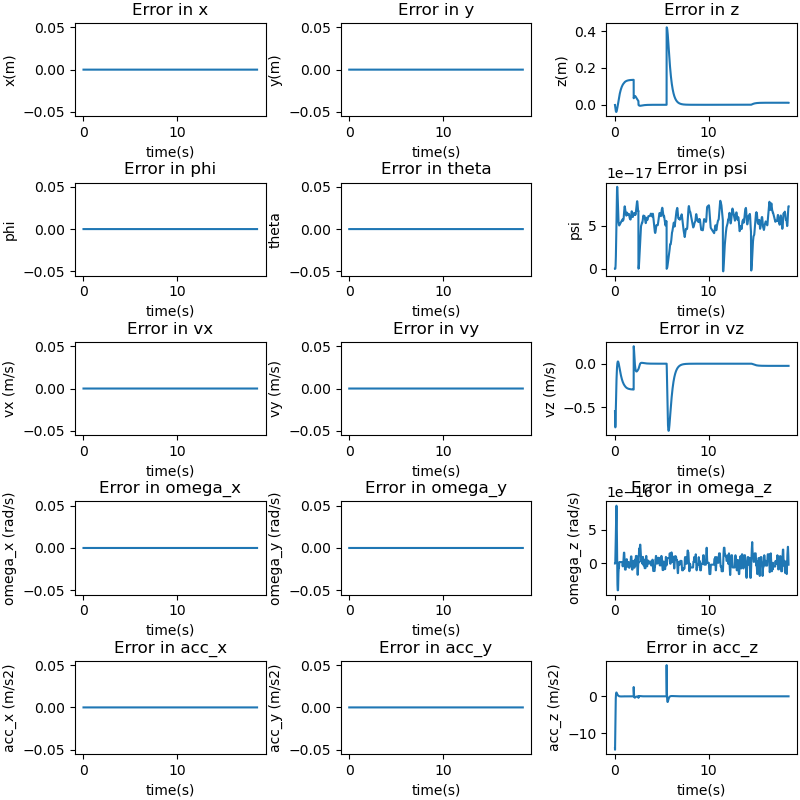 Error in x
0.05
0.00
−0.05
x(m)
0
10
time(s)
Error in y
0.05
0.00
−0.05
y(m)
0
10
time(s)
Error in z
0.4
0.2
0.0
z(m)
0
10
time(s)
Error in phi
0.05
0.00
−0.05
phi
0
10
time(s)
Error in theta
0.05
0.00
−0.05
theta
0
10
time(s)
1e−17
Error in psi
5
0
psi
0
10
time(s)
Error in vx
0.05
0.00
−0.05
vx (m/s)
0
10
time(s)
Error in vy
0.05
0.00
−0.05
vy (m/s)
0
10
time(s)
Error in vz
0.0
−0.5
vz (m/s)
0
10
time(s)
Error in omega_x
0.05
0.00
−0.05
omega_x (rad/s)
0
10
time(s)
Error in omega_y
0.05
0.00
−0.05
omega_y (rad/s)
0
10
time(s)
1e−16
Error in omega_z
5
0
omega_z (rad/s)
0
10
time(s)
Error in acc_x
0.05
0.00
−0.05
acc_x (m/s2)
0
10
time(s)
Error in acc_y
0.05
0.00
−0.05
acc_y (m/s2)
0
10
time(s)
Error in acc_z
0
−10
acc_z (m/s2)
0
10
time(s)